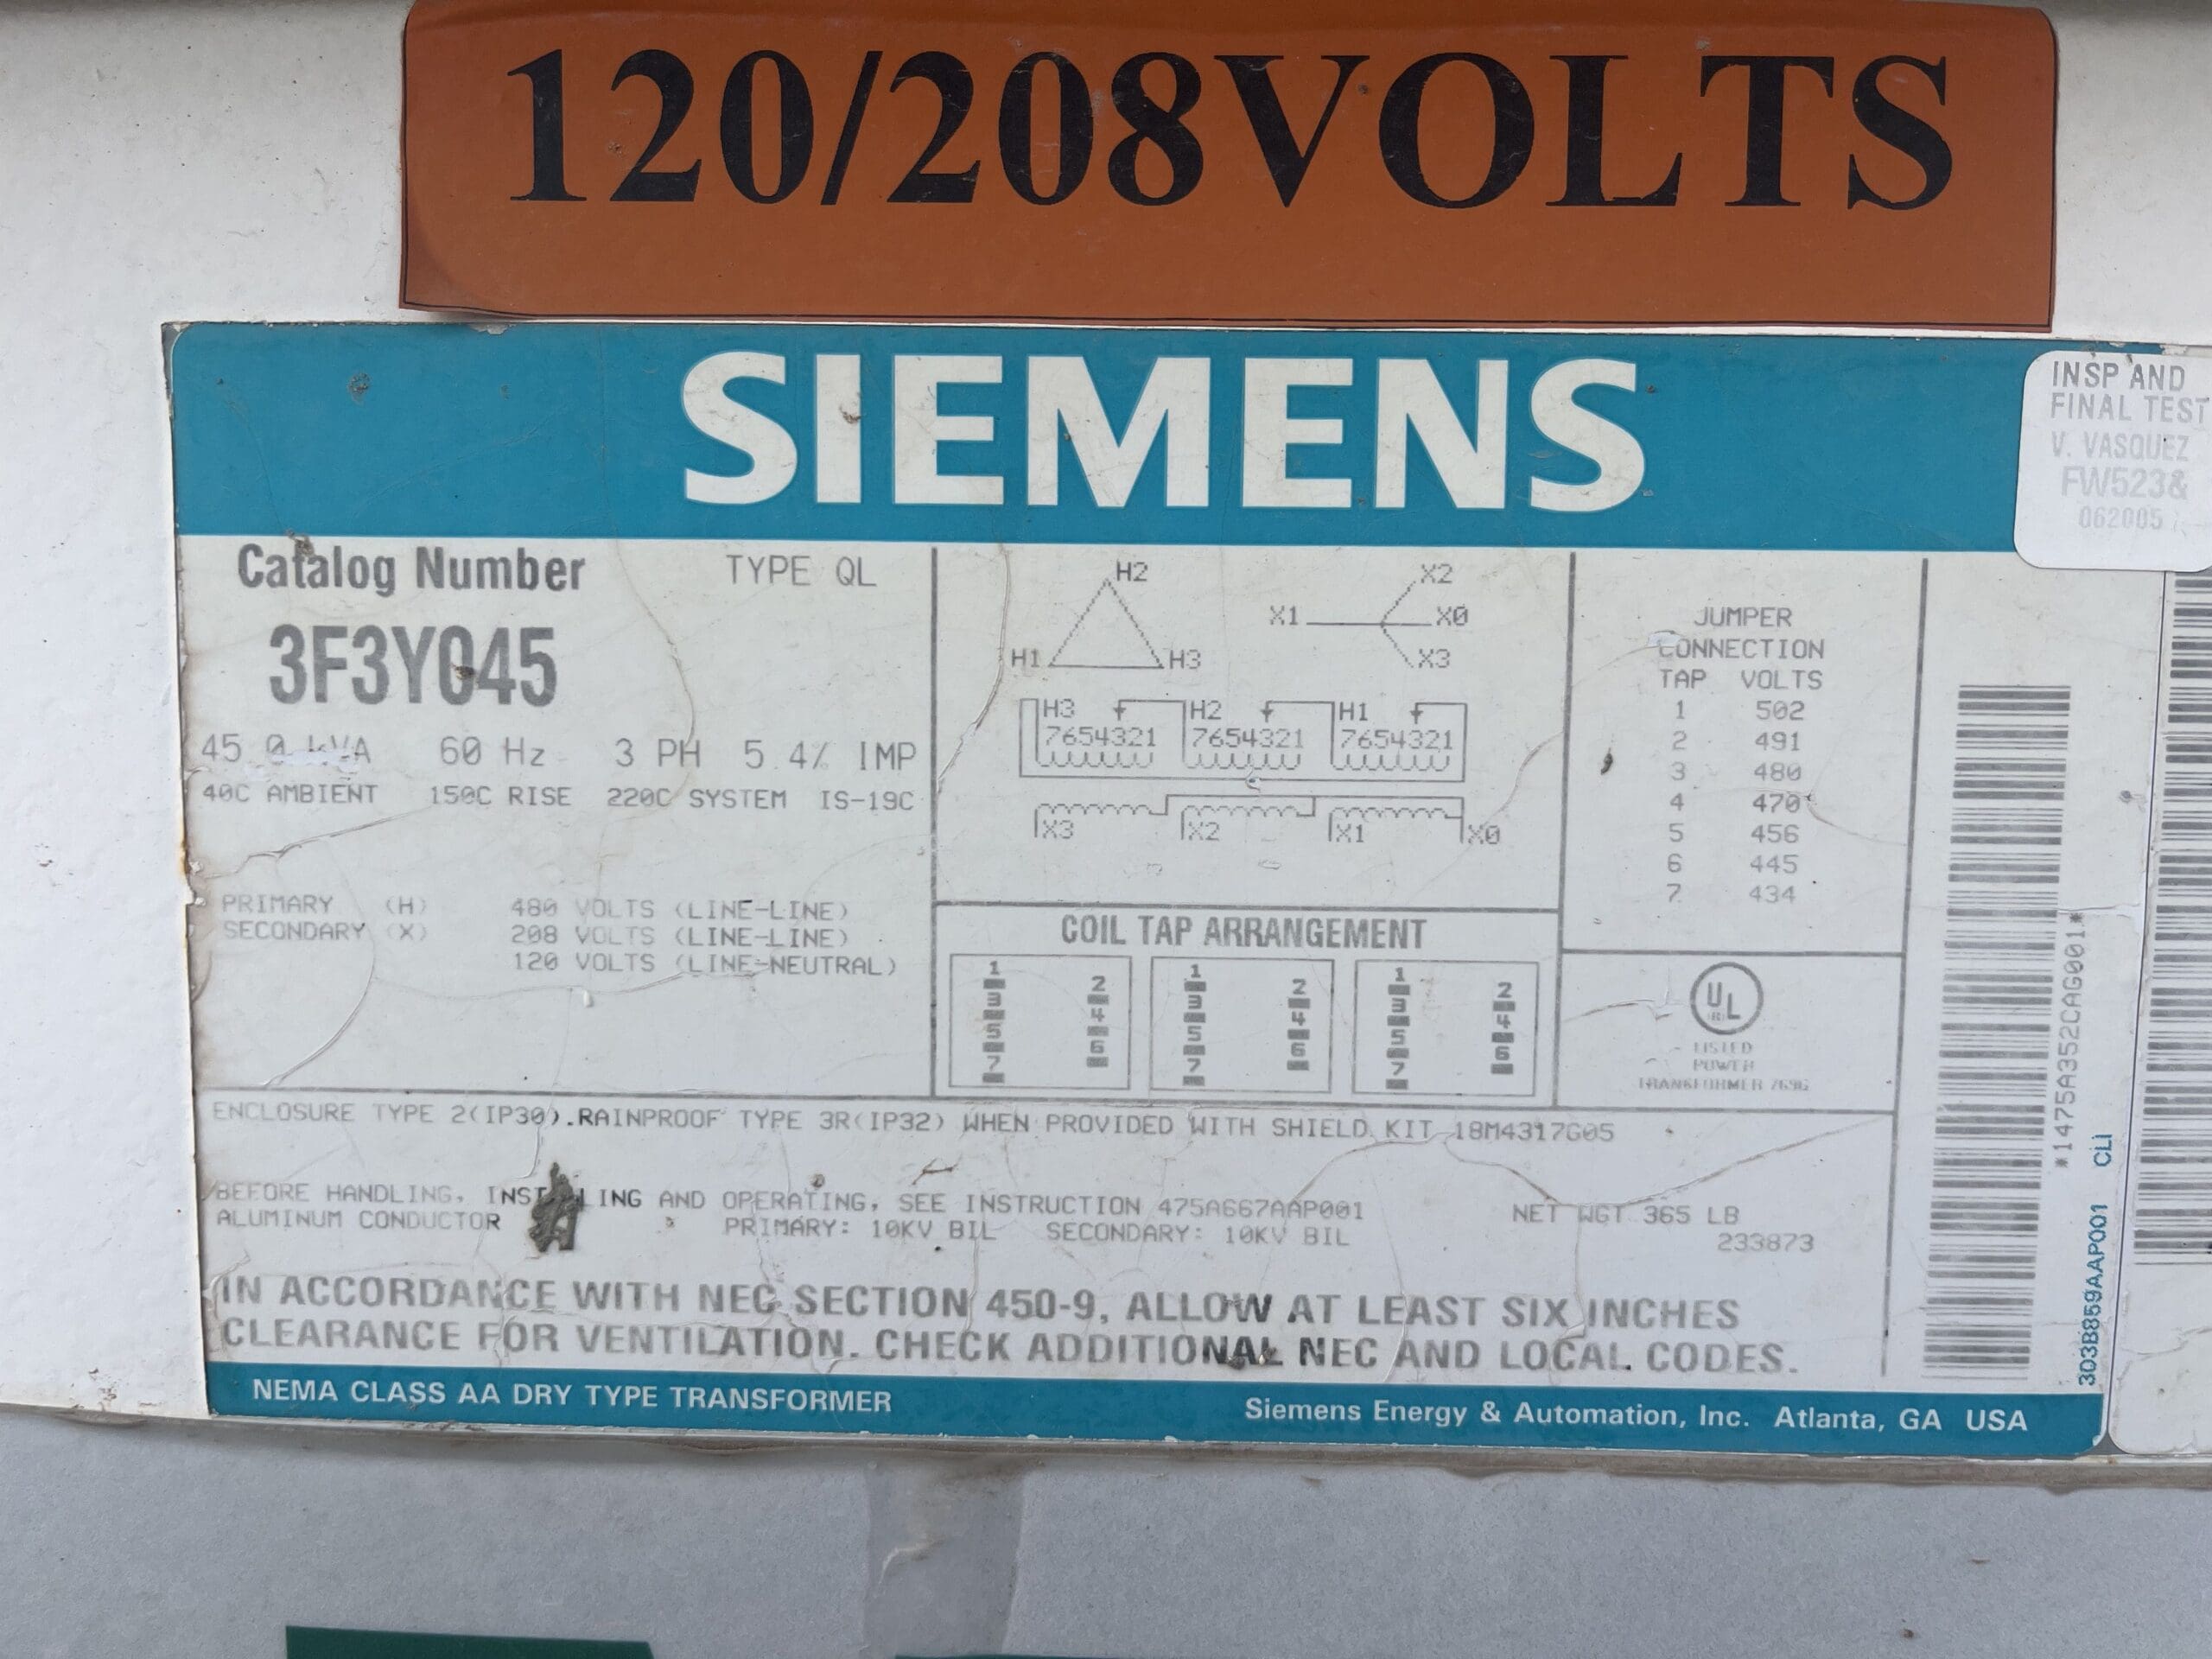 120/208VOLTS
SIEMENS
INSP AND
FINAL TEST
V. VASQUEZ
FW523&
062005
Catalog Number TYPE QL
3F3Y045
45.0 kVA 60 Hz 3 PH 5.4% IMP
40C AMBIENT 150C RISE 220C SYSTEM IS-19C
PRIMARY (H) 480 VOLTS (LINE-LINE)
SECONDARY (X) 208 VOLTS (LINE-LINE)
120 VOLTS (LINE-NEUTRAL)
H2
H1 H3
X2
X1 X0
X3
H3 H2 H1
7654321 7654321 7654321
X3 X2 X1 X0
COIL TAP ARRANGEMENT
1 2 1 2 1 2
3 4 3 4 3 4
5 6 5 6 5 6
7 7 7
JUMPER
CONNECTION
TAP VOLTS
1 502
2 491
3 480
4 470
5 456
6 445
7 434
UL
LISTED
POWER
TRANSFORMER 769G
ENCLOSURE TYPE 2(IP30).RAINPROOF TYPE 3R(IP32) WHEN PROVIDED WITH SHIELD KIT 18M4317G05
BEFORE HANDLING, INSTALLING AND OPERATING, SEE INSTRUCTION 475A667AAP001
ALUMINUM CONDUCTOR PRIMARY: 10KV BIL SECONDARY: 10KV BIL
NET WGT 365 LB
233873
IN ACCORDANCE WITH NEC SECTION 450-9, ALLOW AT LEAST SIX INCHES
CLEARANCE FOR VENTILATION. CHECK ADDITIONAL NEC AND LOCAL CODES.
*1475A352CAG001*
303B859AAP001 CLI
NEMA CLASS AA DRY TYPE TRANSFORMER
Siemens Energy & Automation, Inc. Atlanta, GA USA